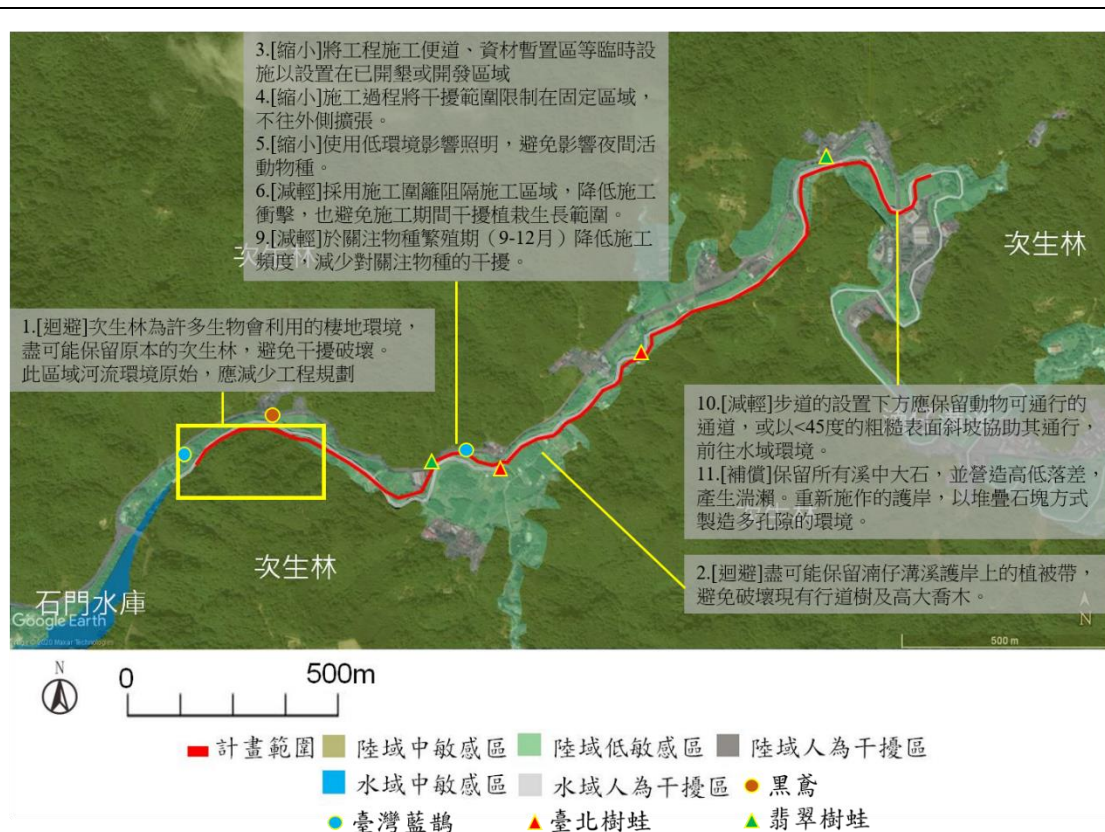 3.[縮小]將工程施工便道、資材暫置區等臨時設
施以設置在已開墾或開發區域
4.[縮小]施工過程將干擾範圍限制在固定區域，
不往外側擴張。
5.[縮小]使用低環境影響照明，避免影響夜間活
動物種。
6.[減輕]採用施工圍籬阻隔施工區域，降低施工
衝擊，也避免施工期間干擾植栽生長範圍。
9.[減輕]於關注物種繁殖期（9-12月）降低施工
頻度，減少對關注物種的干擾。
次生林
1.[迴避]次生林為許多生物會利用的棲地環境，
盡可能保留原本的次生林，避免干擾破壞。
此區域河流環境原始，應減少工程規劃
10.[減輕]步道的設置下方應保留動物可通行的
通道，或以<45度的粗糙表面斜坡協助其通行，
前往水域環境。
11.[補償]保留所有溪中大石，並營造高低落差，
產生湍瀨。重新施作的護岸，以堆疊石塊方式
製造多孔隙的環境。
2.[迴避]盡可能保留湳仔溝溪護岸上的植被帶，
避免破壞現有行道樹及高大喬木。
次生林
石門水庫
Google Earth
N
500 m
N
0 500m
計畫範圍 陸域中敏感區 陸域低敏感區 陸域人為干擾區
水域中敏感區 水域人為干擾區 黑鳶
臺灣藍鵲 臺北樹蛙 翡翠樹蛙